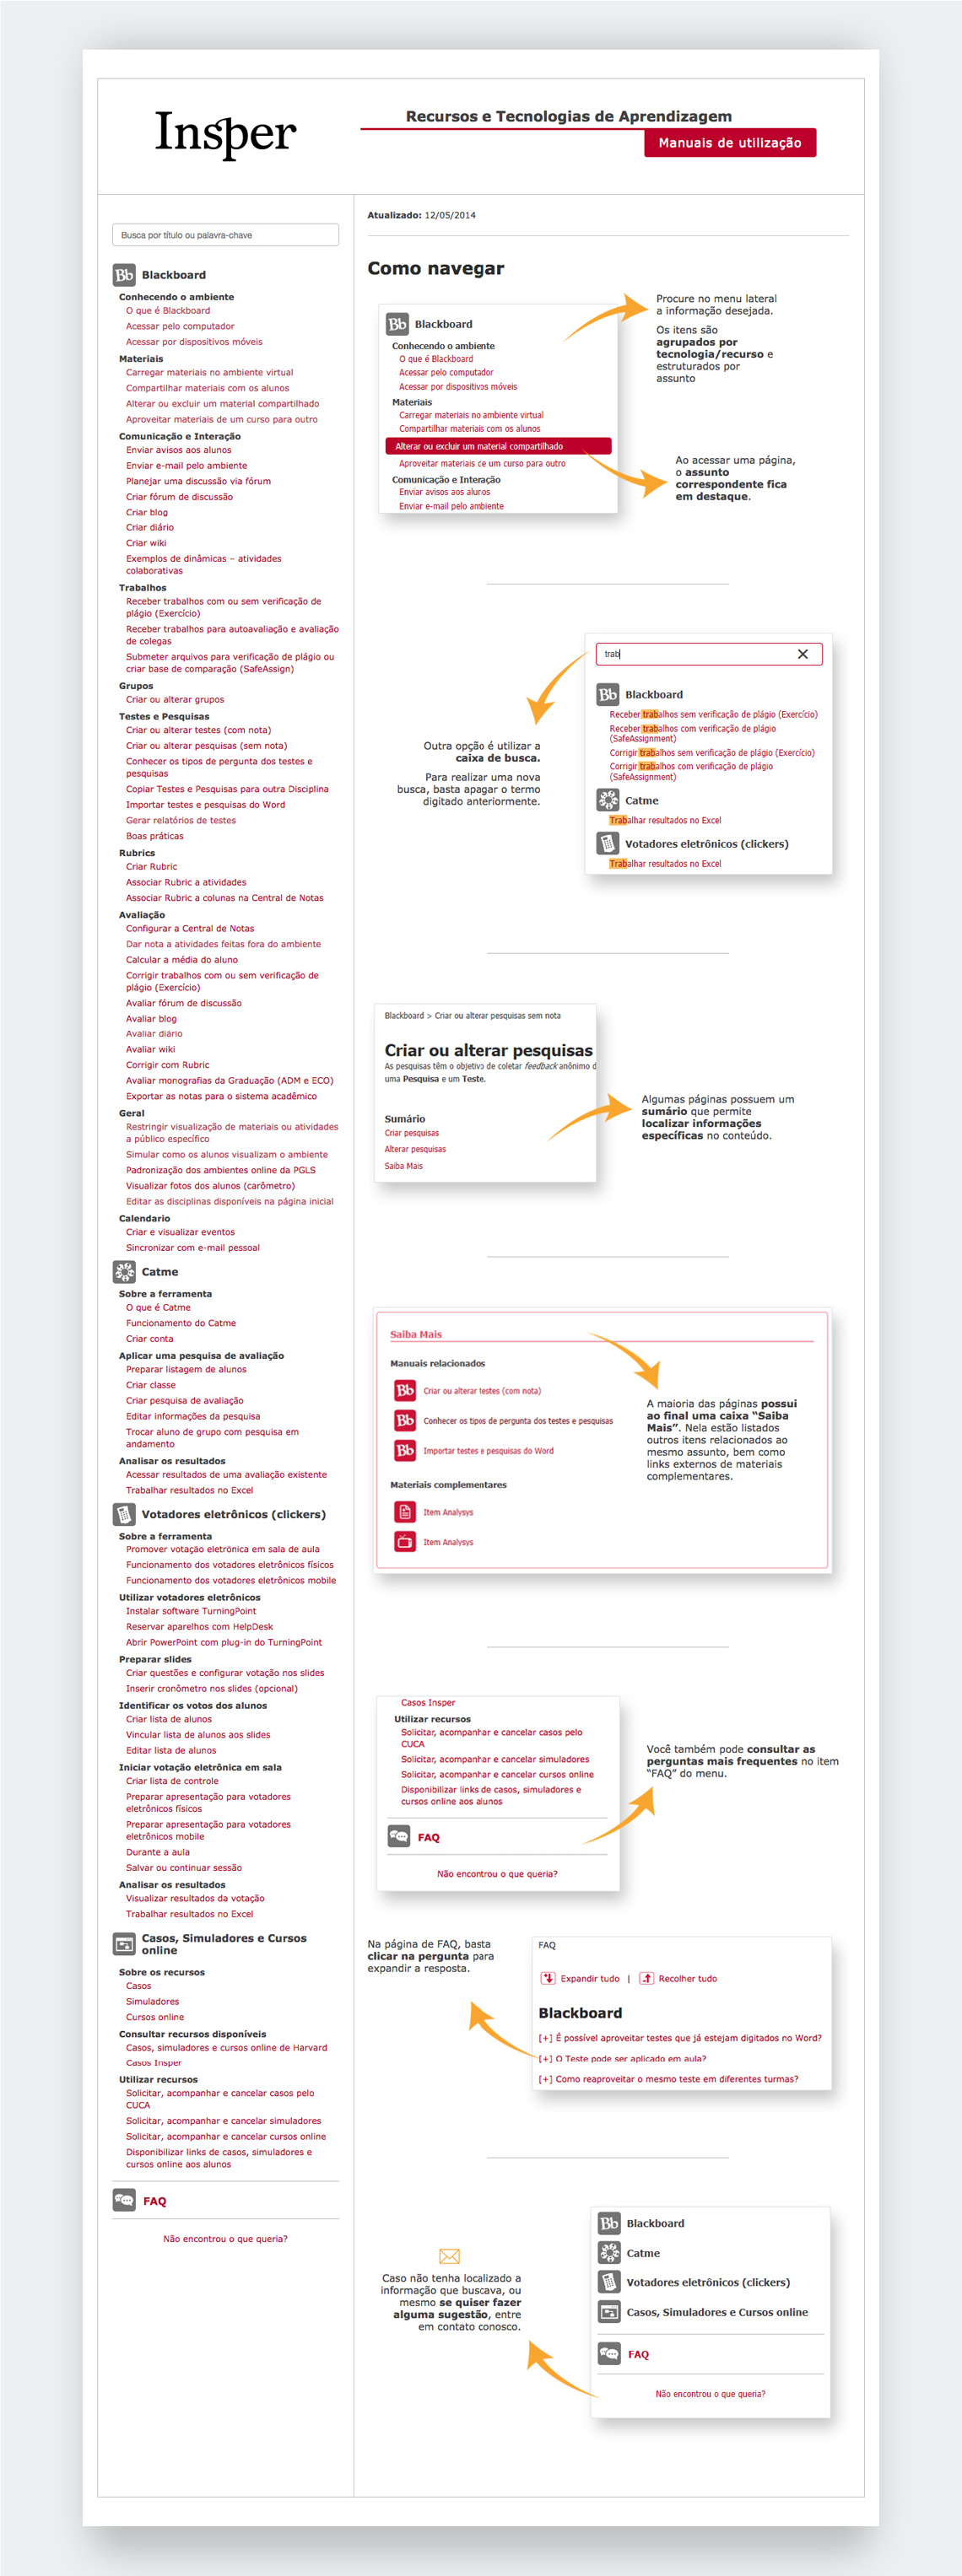 Insper
Recursos e Tecnologias de Aprendizagem
Manuais de utilização
Busca por título ou palavra-chave
Blackboard
Conhecendo o ambiente
O que é Blackboard
Acessar pelo computador
Acessar por dispositivos móveis
Materiais
Carregar materiais no ambiente virtual
Compartilhar materiais com os alunos
Alterar ou excluir um material compartilhado
Aproveitar materiais de um curso para outro
Comunicação e Interação
Enviar avisos aos alunos
Enviar e-mail pelo ambiente
Planejar uma discussão via fórum
Criar fórum de discussão
Criar blog
Criar diário
Criar wiki
Exemplos de dinâmicas – atividades
colaborativas
Trabalhos
Receber trabalhos com ou sem verificação de
plágio (Exercício)
Receber trabalhos para autoavaliação e avaliação
de colegas
Submeter arquivos para verificação de plágio ou
criar base de comparação (SafeAssign)
Grupos
Criar ou alterar grupos
Testes e Pesquisas
Criar ou alterar testes (com nota)
Criar ou alterar pesquisas (sem nota)
Conhecer os tipos de pergunta dos testes e
pesquisas
Copiar Testes e Pesquisas para outra Disciplina
Importar testes e pesquisas do Word
Gerar relatórios de testes
Boas práticas
Rubrics
Criar Rubric
Associar Rubric a atividades
Associar Rubric a colunas na Central de Notas
Avaliação
Configurar a Central de Notas
Dar nota a atividades feitas fora do ambiente
Calcular a média do aluno
Corrigir trabalhos com ou sem verificação de
plágio (Exercício)
Avaliar fórum de discussão
Avaliar blog
Avaliar diário
Avaliar wiki
Corrigir com Rubric
Avaliar monografias da Graduação (ADM e ECO)
Exportar as notas para o sistema acadêmico
Geral
Restringir visualização de materiais ou atividades
a público específico
Simular como os alunos visualizam o ambiente
Padronização dos ambientes online da PGLS
Visualizar fotos dos alunos (carômetro)
Editar as disciplinas disponíveis na página inicial
Calendario
Criar e visualizar eventos
Sincronizar com e-mail pessoal
Catme
Sobre a ferramenta
O que é Catme
Funcionamento do Catme
Criar conta
Aplicar uma pesquisa de avaliação
Preparar listagem de alunos
Criar classe
Criar pesquisa de avaliação
Editar informações da pesquisa
Trocar aluno de grupo com pesquisa em
andamento
Analisar os resultados
Acessar resultados de uma avaliação existente
Trabalhar resultados no Excel
Votadores eletrônicos (clickers)
Sobre a ferramenta
Promover votação eletrônica em sala de aula
Funcionamento dos votadores eletrônicos físicos
Funcionamento dos votadores eletrônicos mobile
Utilizar votadores eletrônicos
Instalar software TurningPoint
Reservar aparelhos com HelpDesk
Abrir PowerPoint com plug-in do TurningPoint
Preparar slides
Criar questões e configurar votação nos slides
Inserir cronômetro nos slides (opcional)
Identificar os votos dos alunos
Criar lista de alunos
Vincular lista de alunos aos slides
Editar lista de alunos
Iniciar votação eletrônica em sala
Criar lista de controle
Preparar apresentação para votadores
eletrônicos físicos
Preparar apresentação para votadores
eletrônicos mobile
Durante a aula
Salvar ou continuar sessão
Analisar os resultados
Visualizar resultados da votação
Trabalhar resultados no Excel
Casos, Simuladores e Cursos
online
Sobre os recursos
Casos
Simuladores
Cursos online
Consultar recursos disponíveis
Casos, simuladores e cursos online de Harvard
Casos Insper
Utilizar recursos
Solicitar, acompanhar e cancelar casos pelo
CUCA
Solicitar, acompanhar e cancelar simuladores
Solicitar, acompanhar e cancelar cursos online
Disponibilizar links de casos, simuladores e
cursos online aos alunos
FAQ
Não encontrou o que queria?
Atualizado: 12/05/2014
Como navegar
Bb Blackboard
Conhecendo o ambiente
O que é Blackboard
Acessar pelo computador
Acessar por dispositivos móveis
Materiais
Carregar materiais no ambiente virtual
Compartilhar materiais com os alunos
Alterar ou excluir um material compartilhado
Aproveitar materiais ce um curso para outro
Comunicação e Interação
Enviar avisos aos aluros
Enviar e-mail pelo ambiente
Procure no menu lateral
a informação desejada.
Os itens são
agrupados por
tecnologia/recurso e
estruturados por
assunto
Ao acessar uma página,
o assunto
correspondente fica
em destaque.
trab
Bb Blackboard
Receber trabalhos sem verificação de plágio (Exercício)
Receber trabalhos com verificação de plágio
(SafeAssignment)
Corrigir trabalhos sem verificação de plágio (Exercício)
Corrigir trabalhos com verificação de plágio
(SafeAssignment)
Catme
Trabalhar resultados no Excel
Votadores eletrônicos (clickers)
Trabalhar resultados no Excel
Outra opção é utilizar a
caixa de busca.
Para realizar uma nova
busca, basta apagar o termo
digitado anteriormente.
Blackboard > Criar ou alterar pesquisas sem nota
Criar ou alterar pesquisas
As pesquisas têm o objetivo de coletar feedback anônimo d
uma Pesquisa e um Teste.
Sumário
Criar pesquisas
Alterar pesquisas
Saiba Mais
Algumas páginas possuem um
sumário que permite
localizar informações
específicas no conteúdo.
Saiba Mais
Manuais relacionados
Bb Criar ou alterar testes (com nota)
Bb Conhecer os tipos de pergunta dos testes e pesquisas
Bb Importar testes e pesquisas do Word
Materiais complementares
Item Analysys
Item Analysys
A maioria das páginas possui
ao final uma caixa “Saiba
Mais”. Nela estão listados
outros itens relacionados ao
mesmo assunto, bem como
links externos de materiais
complementares.
Casos Insper
Utilizar recursos
Solicitar, acompanhar e cancelar casos pelo
CUCA
Solicitar, acompanhar e cancelar simuladores
Solicitar, acompanhar e cancelar cursos online
Disponibilizar links de casos, simuladores e
cursos online aos alunos
FAQ
Não encontrou o que queria?
Você também pode consultar as
perguntas mais frequentes no item
“FAQ” do menu.
Na página de FAQ, basta
clicar na pergunta para
expandir a resposta.
FAQ
Expandir tudo | Recolher tudo
Blackboard
[+] É possível aproveitar testes que já estejam digitados no Word?
[+] O Teste pode ser aplicado em aula?
[+] Como reaproveitar o mesmo teste em diferentes turmas?
Caso não tenha localizado a
informação que buscava, ou
mesmo se quiser fazer
alguma sugestão, entre
em contato conosco.
Bb Blackboard
Catme
Votadores eletrônicos (clickers)
Casos, Simuladores e Cursos online
FAQ
Não encontrou o que queria?